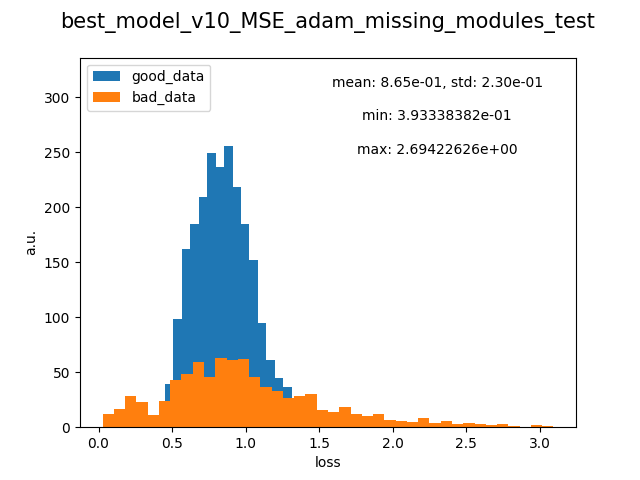 best_model_v10_MSE_adam_missing_modules_test
good_data
bad_data
mean: 8.65e-01, std: 2.30e-01
min: 3.93338382e-01
max: 2.69422626e+00
300
250
200
150
100
50
0
a.u.
0.0 0.5 1.0 1.5 2.0 2.5 3.0
loss